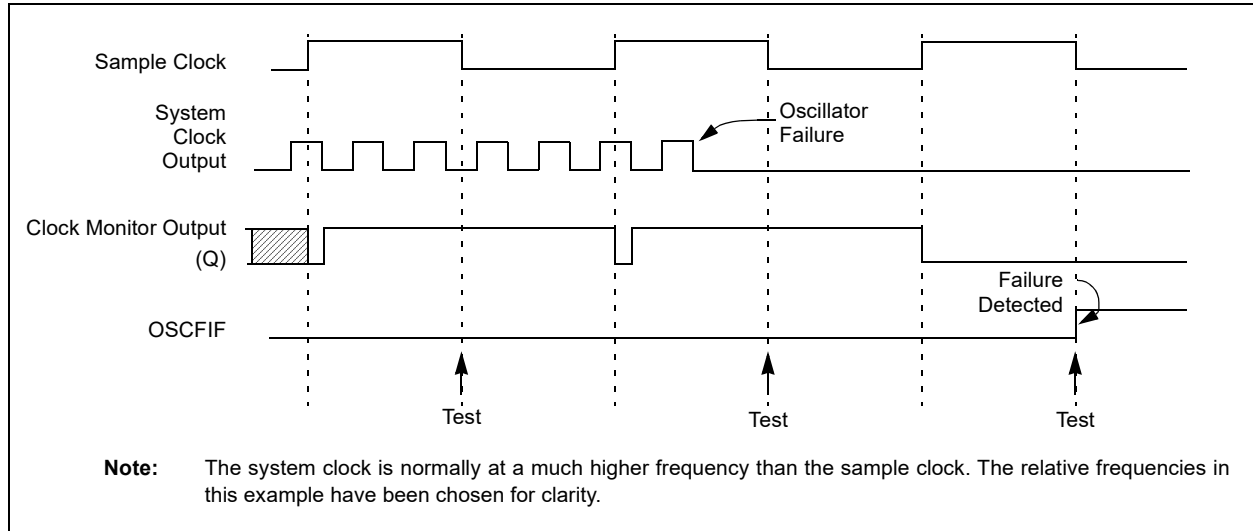 Sample Clock
System
Clock
Output
Oscillator
Failure
Clock Monitor Output
(Q)
Failure
Detected
OSCFIF
Test
Test
Test
Note: The system clock is normally at a much higher frequency than the sample clock. The relative frequencies in
this example have been chosen for clarity.